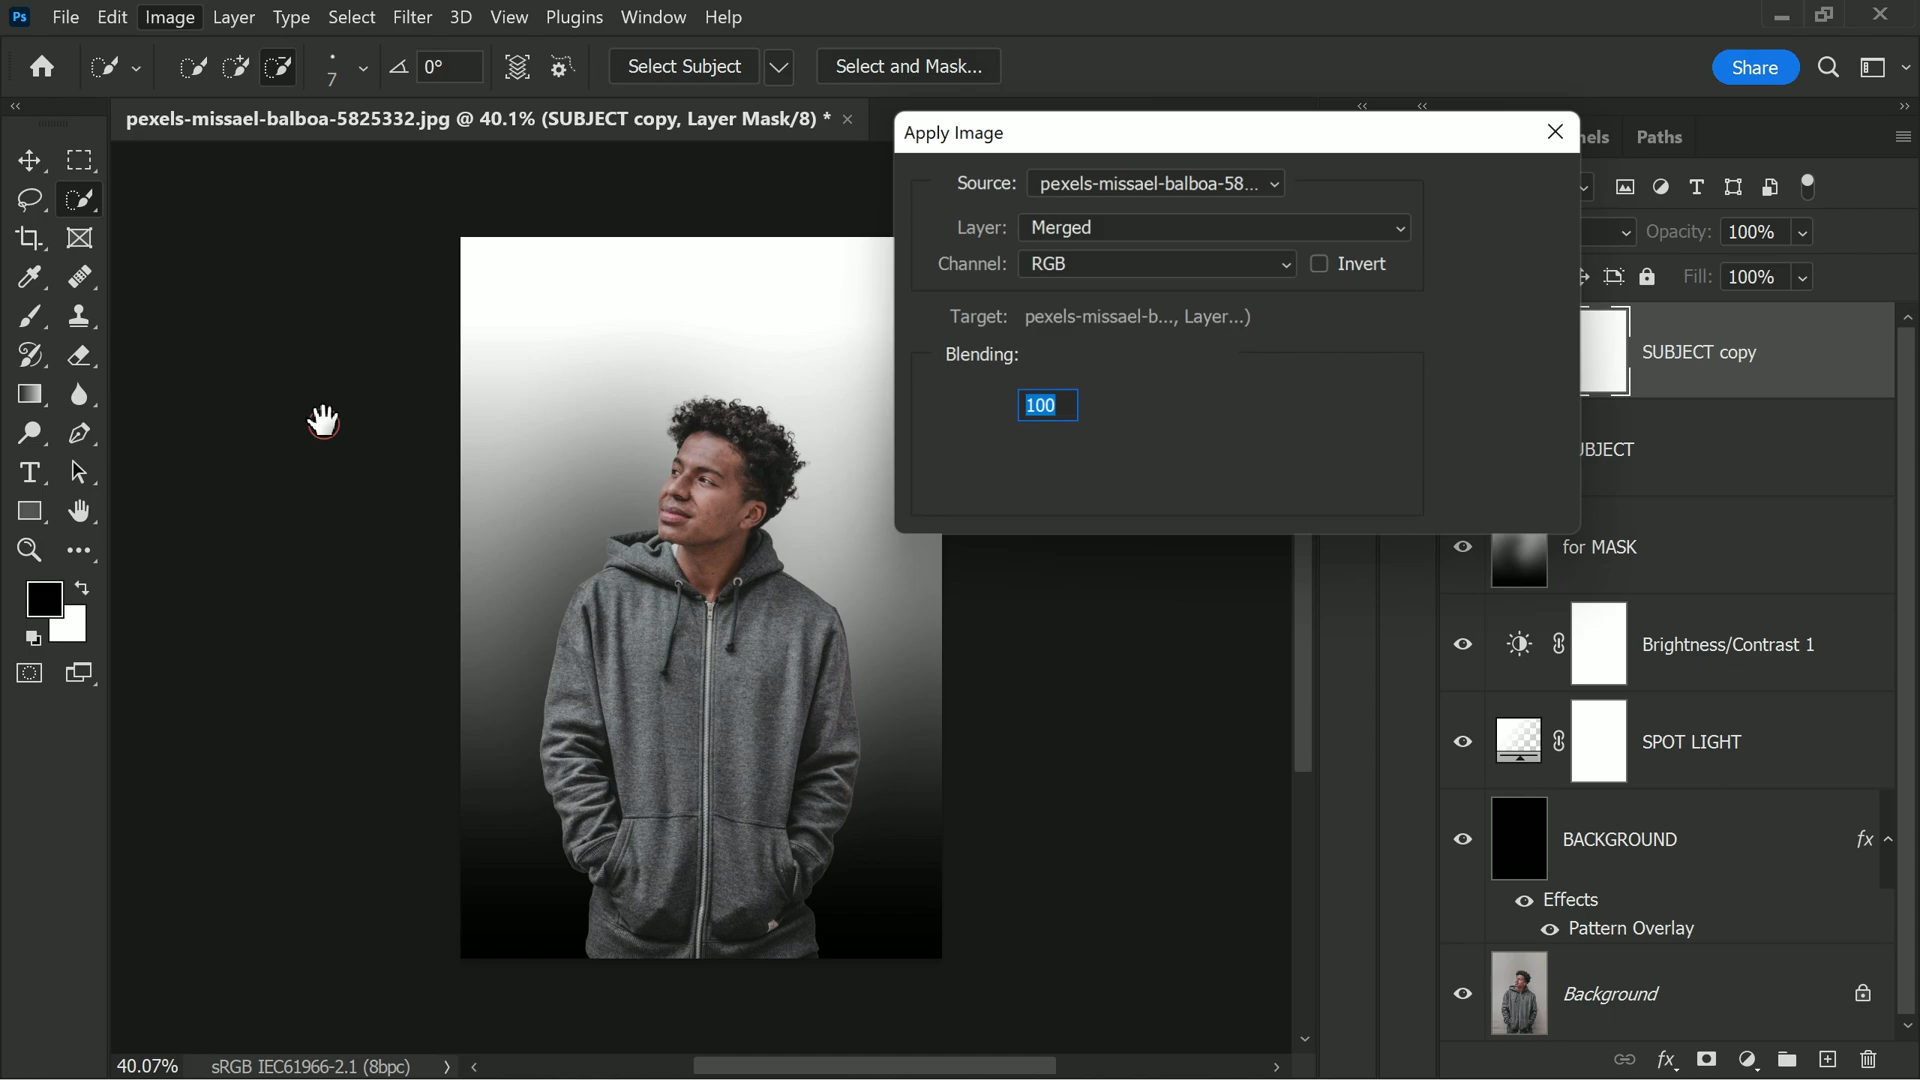 Ps File Edit Image Layer Type Select Filter 3D View Plugins Window Help
7 0° Select Subject Select and Mask... Share
pexels-missael-balboa-5825332.jpg @ 40.1% (SUBJECT copy, Layer Mask/8) *
Apply Image
nels Paths
Source: pexels-missael-balboa-58...
Layer: Merged
Channel: RGB Invert
Target: pexels-missael-b..., Layer...)
Blending:
100
Opacity: 100%
Fill: 100%
SUBJECT copy
BJECT
for MASK
Brightness/Contrast 1
SPOT LIGHT
BACKGROUND fx
Effects
Pattern Overlay
Background
T
40.07% sRGB IEC61966-2.1 (8bpc)
fx